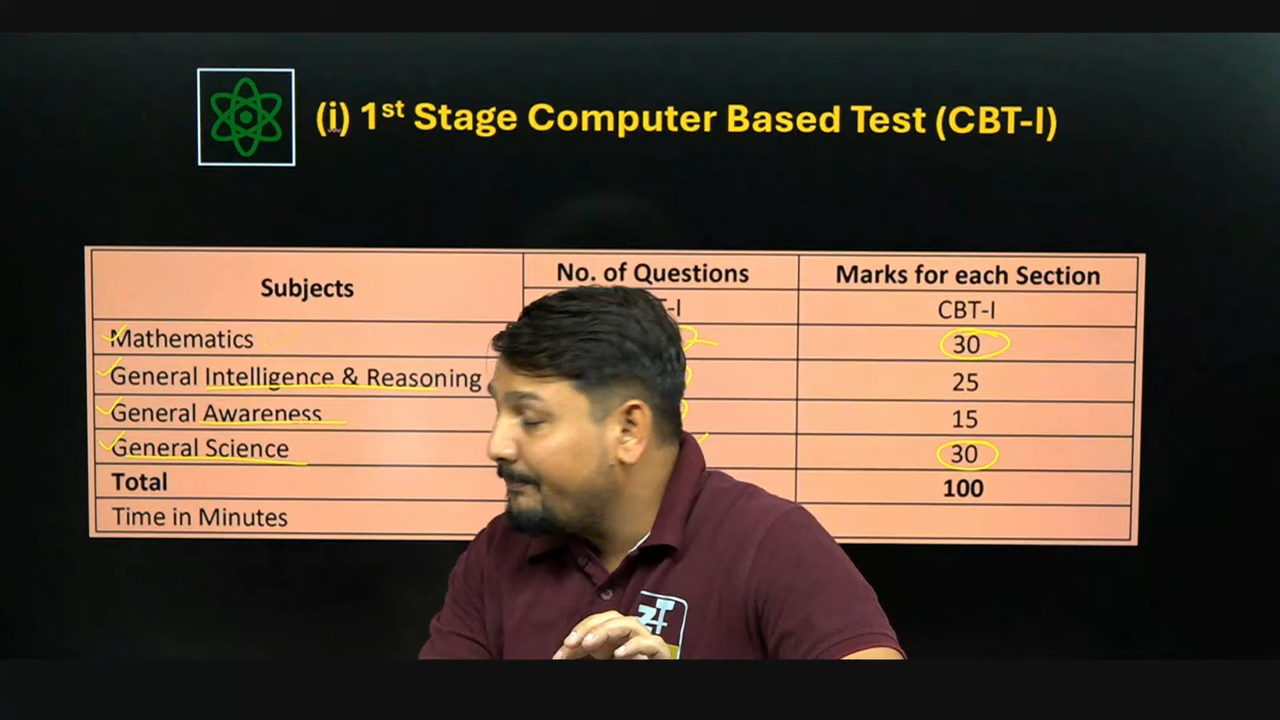 (i) 1st Stage Computer Based Test (CBT-I)
Subjects No. of Questions Marks for each Section
CBT-I
Mathematics 30
General Intelligence & Reasoning 25
General Awareness 15
General Science 30
Total 100
Time in Minutes